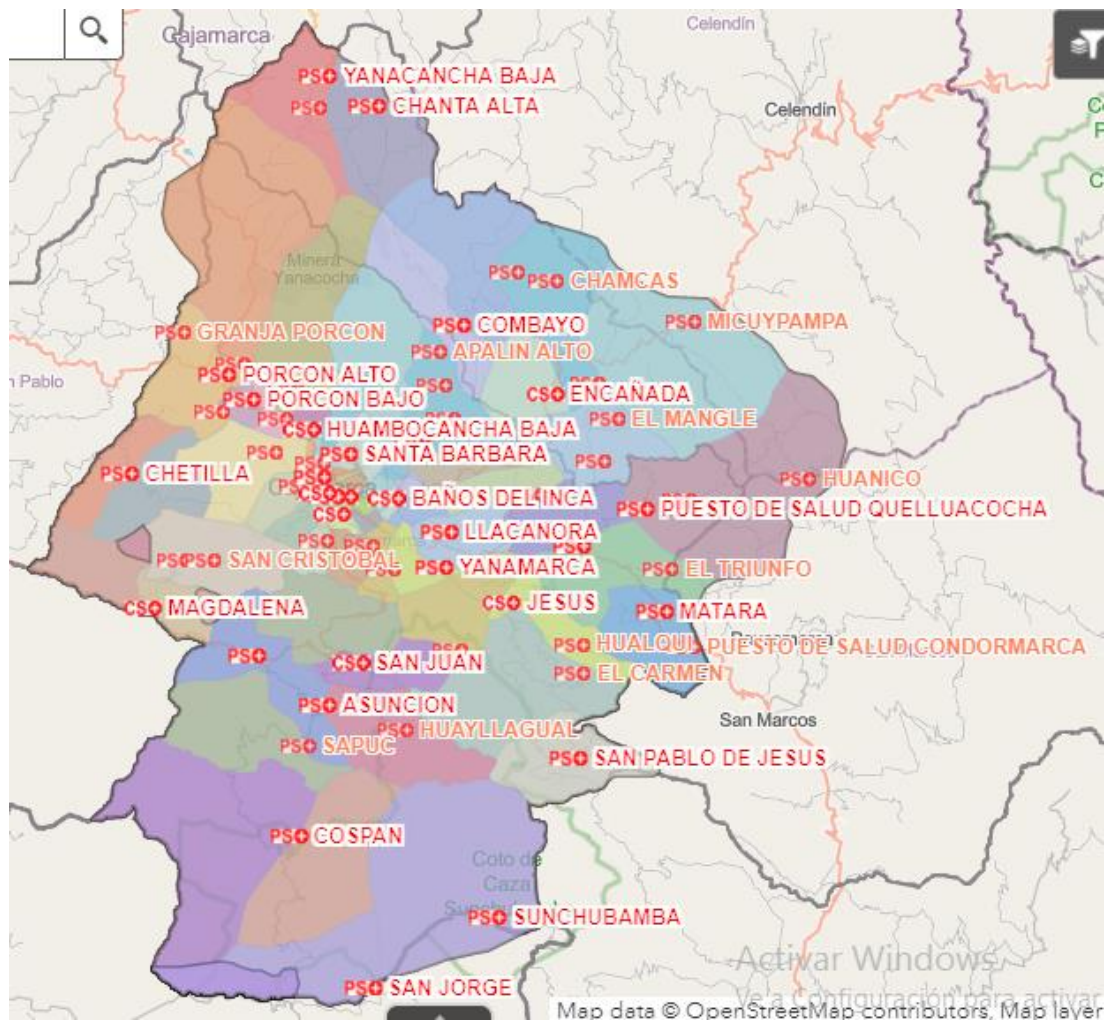 Cajamarca
Celendín
PS YANACANCHA BAJA
PS
PS CHANTA ALTA
Celendín
Minera
Yanacocha
PS
PS CHAMCAS
PS GRANJA PORCON
PS COMBAYO
PS MICUYPAMPA
PS APALIN ALTO
n Pablo
PS PORCON ALTO
PS
PS PORCON BAJO
CS ENCAÑADA
PS
PS
PS EL MANGLE
CS HUAMBOCANCHA BAJA
PS
PS SANTA BARBARA
PS
PS CHETILLA
PS HUANICO
CS BAÑOS DEL INCA
PS PUESTO DE SALUD QUELLUACOCHA
CS
PS LLACANORA
PS
PS
PS
PS SAN CRISTOBAL
PS YANAMARCA
PS EL TRIUNFO
CS MAGDALENA
CS JESUS
PS MATARA
PS HUALQUI
PUESTO DE SALUD CONDORMARCA
PS
CS SAN JUAN
PS EL CARMEN
PS ASUNCION
San Marcos
PS HUAYLLAGUAL
PS SAPUC
PS SAN PABLO DE JESUS
PS COSPAN
Coto de
Caza
PS SUNCHUBAMBA
Activar Windows
PS SAN JORGE
Ve a Configuración para activar
Map data © OpenStreetMap contributors, Map layer